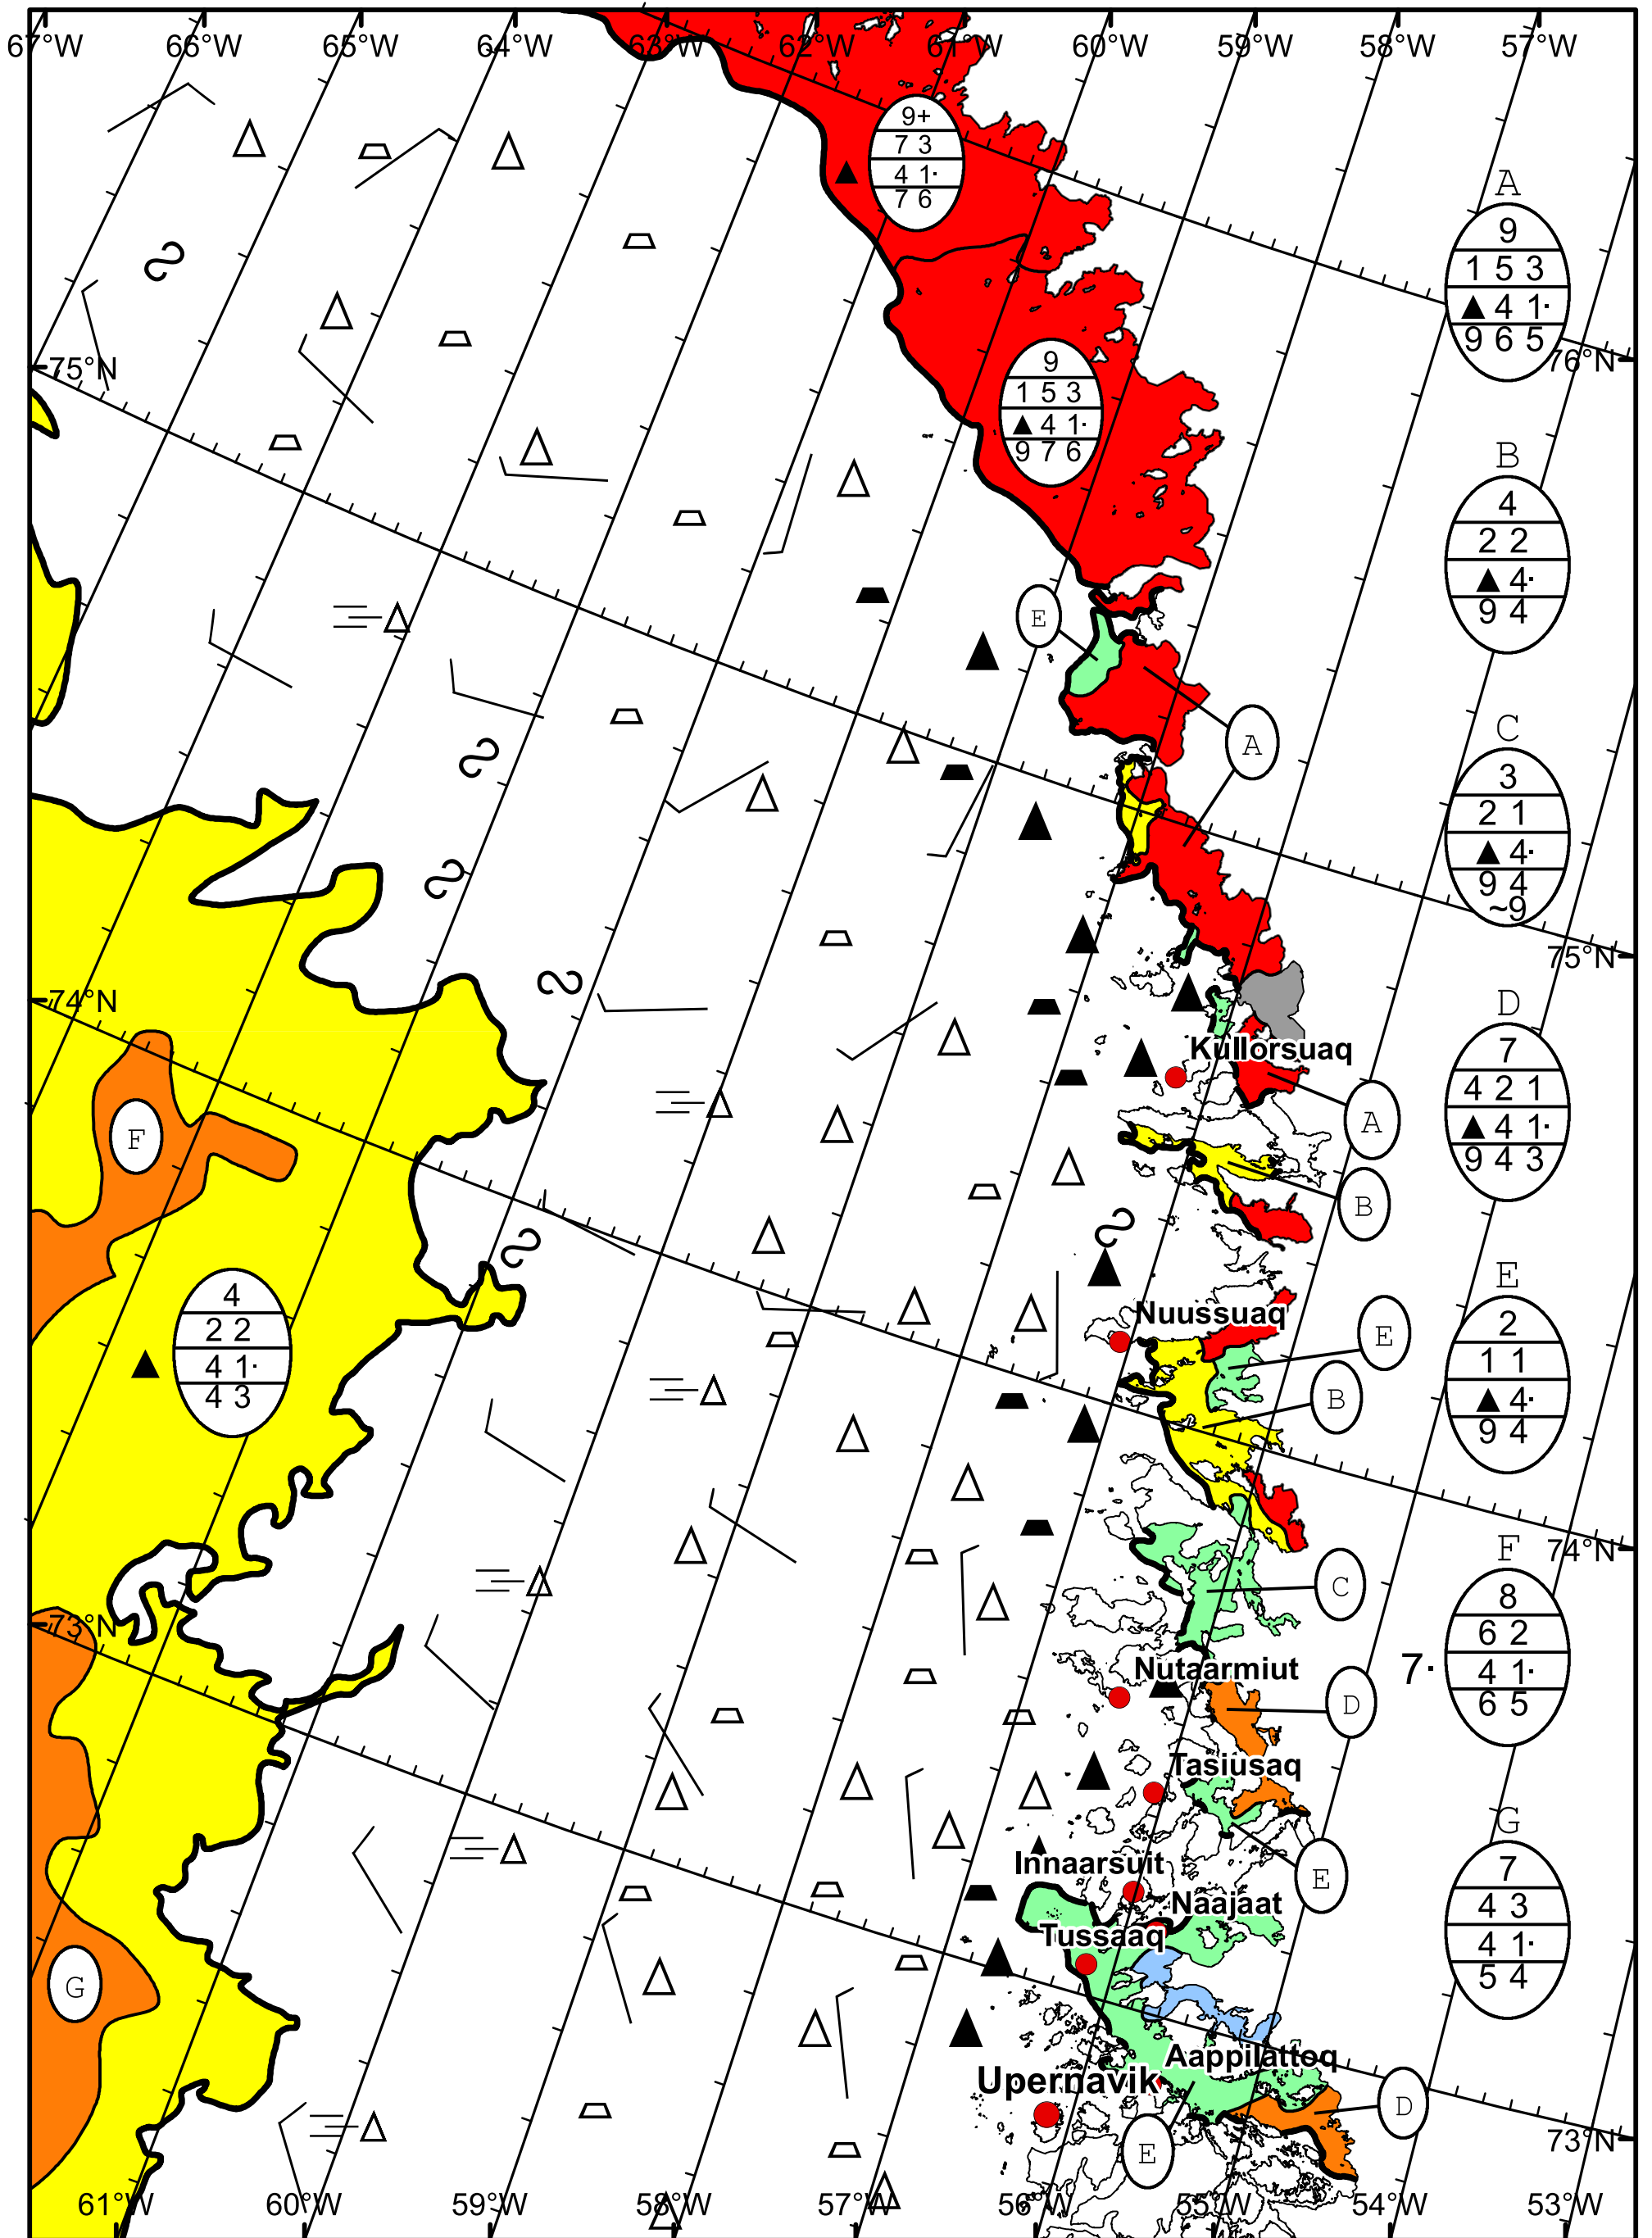 67°W 66°W 65°W 64°W 63°W 62°W 61°W 60°W 59°W 58°W 57°W
9+
7 3
4 1·
7 6
A
9
1 5 3
▲ 4 1·
9 6 5
76°N
75°N
9
1 5 3
▲ 4 1·
9 7 6
B
4
2 2
▲ 4·
9 4
E
A
C
3
2 1
▲ 4·
9 4
~9
75°N
74°N
D
7
4 2 1
▲ 4 1·
9 4 3
Kullorsuaq
A
F
B
E
2
1 1
▲ 4·
9 4
4
2 2
4 1·
4 3
Nuussuaq
E
B
F
8
6 2
7·
4 1·
6 5
74°N
C
73°N
Nutaarmiut
D
Tasiusaq
G
7
4 3
4 1·
5 4
Innaarsuit
E
Naajaat
Tussaaq
G
Aappilattoq
Upernavik
D
E
73°N
61°W 60°W 59°W 58°W 57°W 56°W 55°W 54°W 53°W